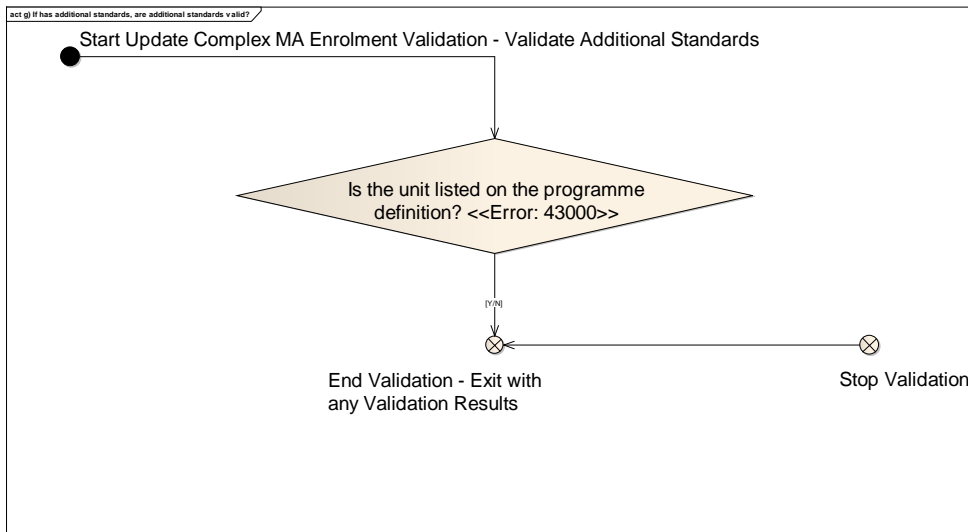 act g) If has additional standards, are additional standards valid?
Start Update Complex MA Enrolment Validation - Validate Additional Standards
Is the unit listed on the programme
definition? <<Error: 43000>>
[Y/N]
End Validation - Exit with
any Validation Results
Stop Validation